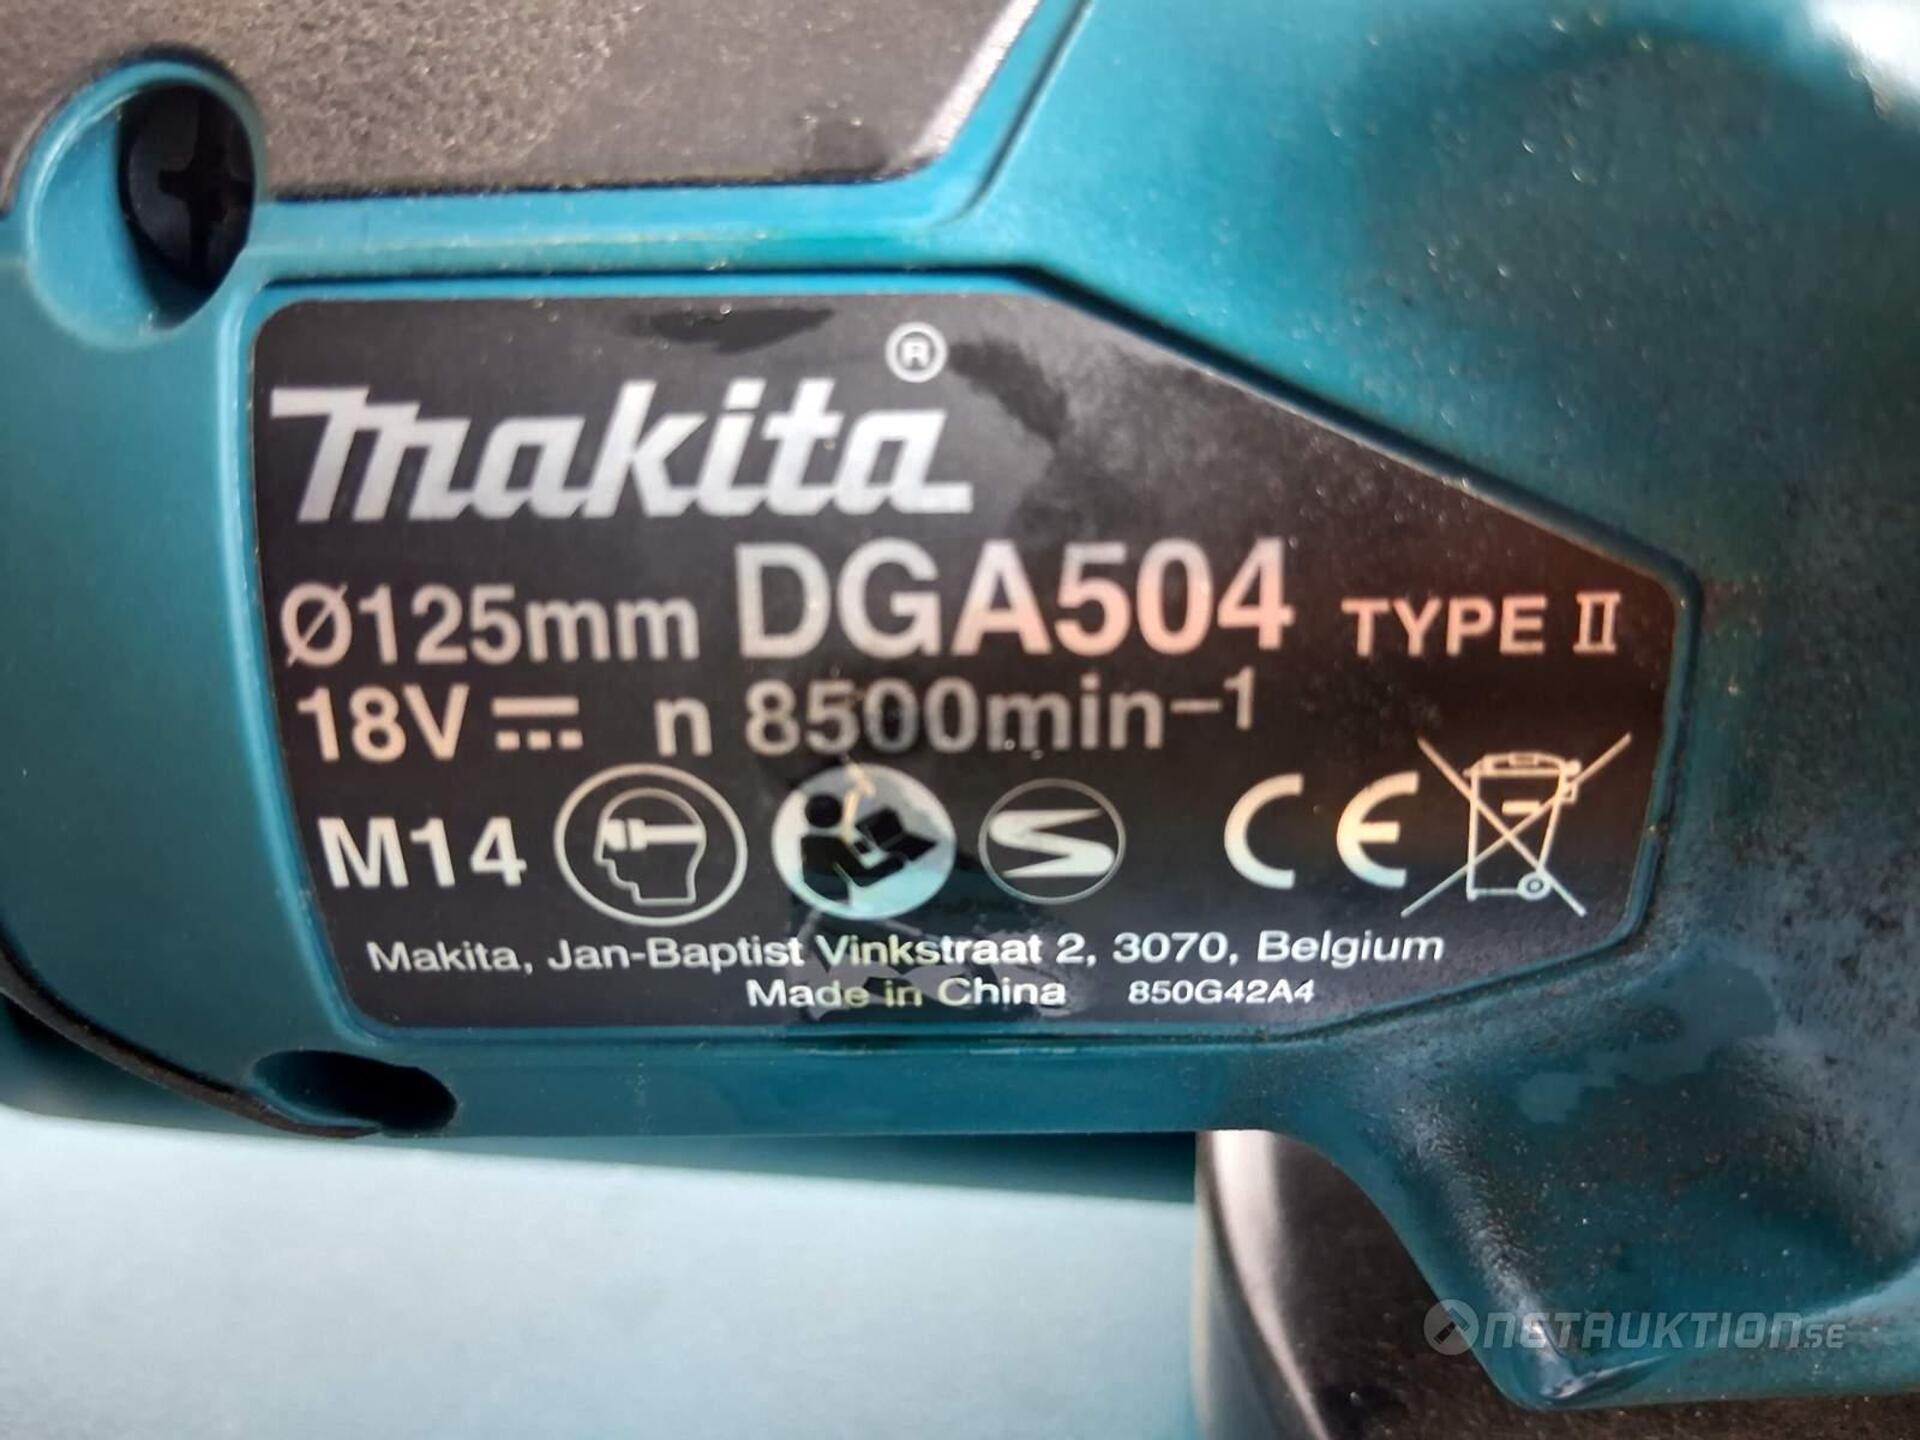 makita®
Ø125mm DGA504 TYPE II
18V n 8500min⁻¹
M14 S CE
Makita, Jan-Baptist Vinkstraat 2, 3070, Belgium
Made in China 850G42A4
NETAUKTION.SE